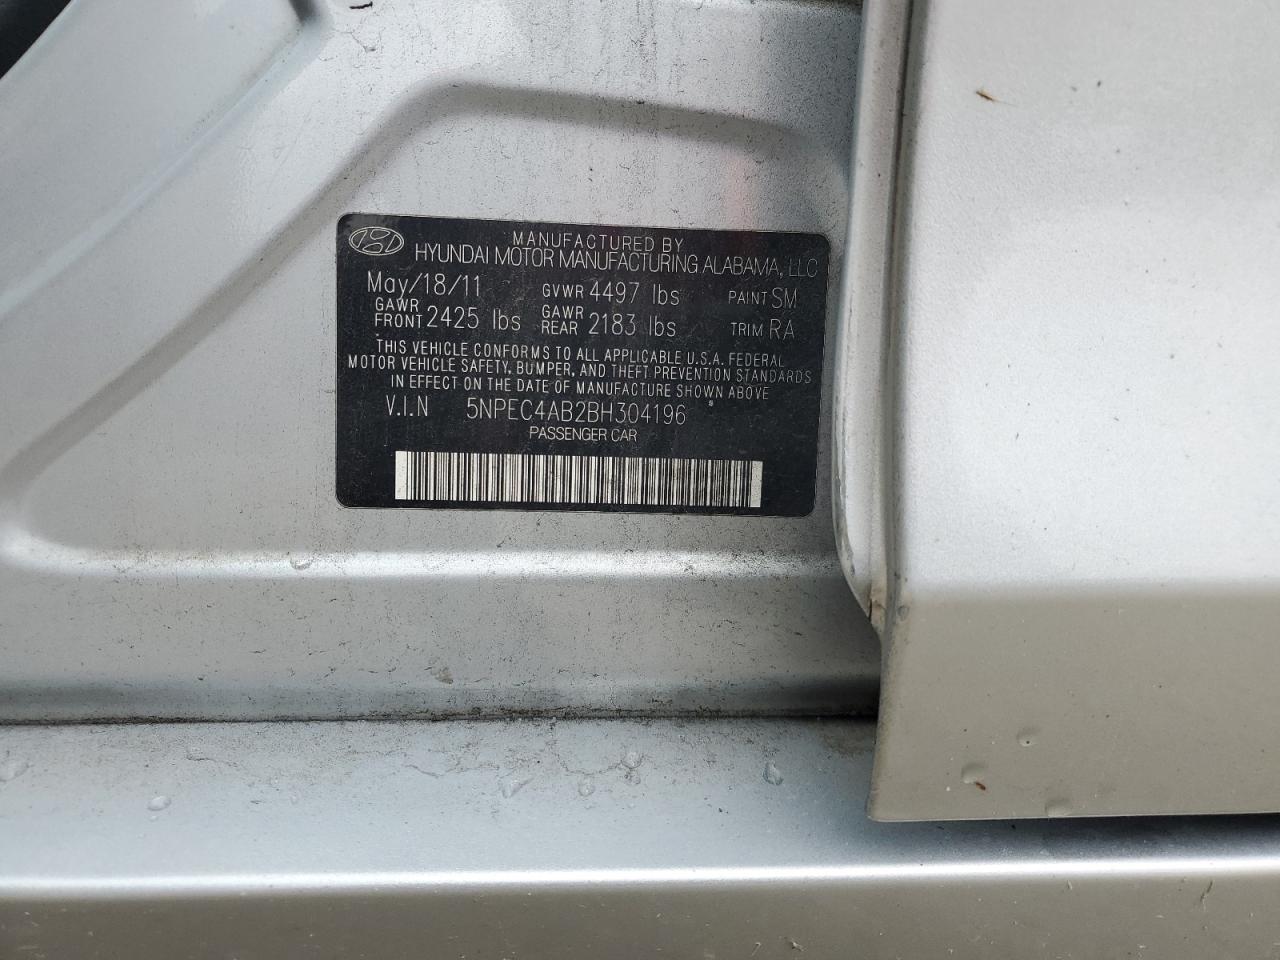 MANUFACTURED BY
HYUNDAI MOTOR MANUFACTURING ALABAMA, LLC
May/18/11 GVWR 4497 lbs PAINT SM
GAWR FRONT 2425 lbs GAWR REAR 2183 lbs TRIM RA
THIS VEHICLE CONFORMS TO ALL APPLICABLE U.S.A. FEDERAL
MOTOR VEHICLE SAFETY, BUMPER, AND THEFT PREVENTION STANDARDS
IN EFFECT ON THE DATE OF MANUFACTURE SHOWN ABOVE
V.I.N 5NPEC4AB2BH304196
PASSENGER CAR